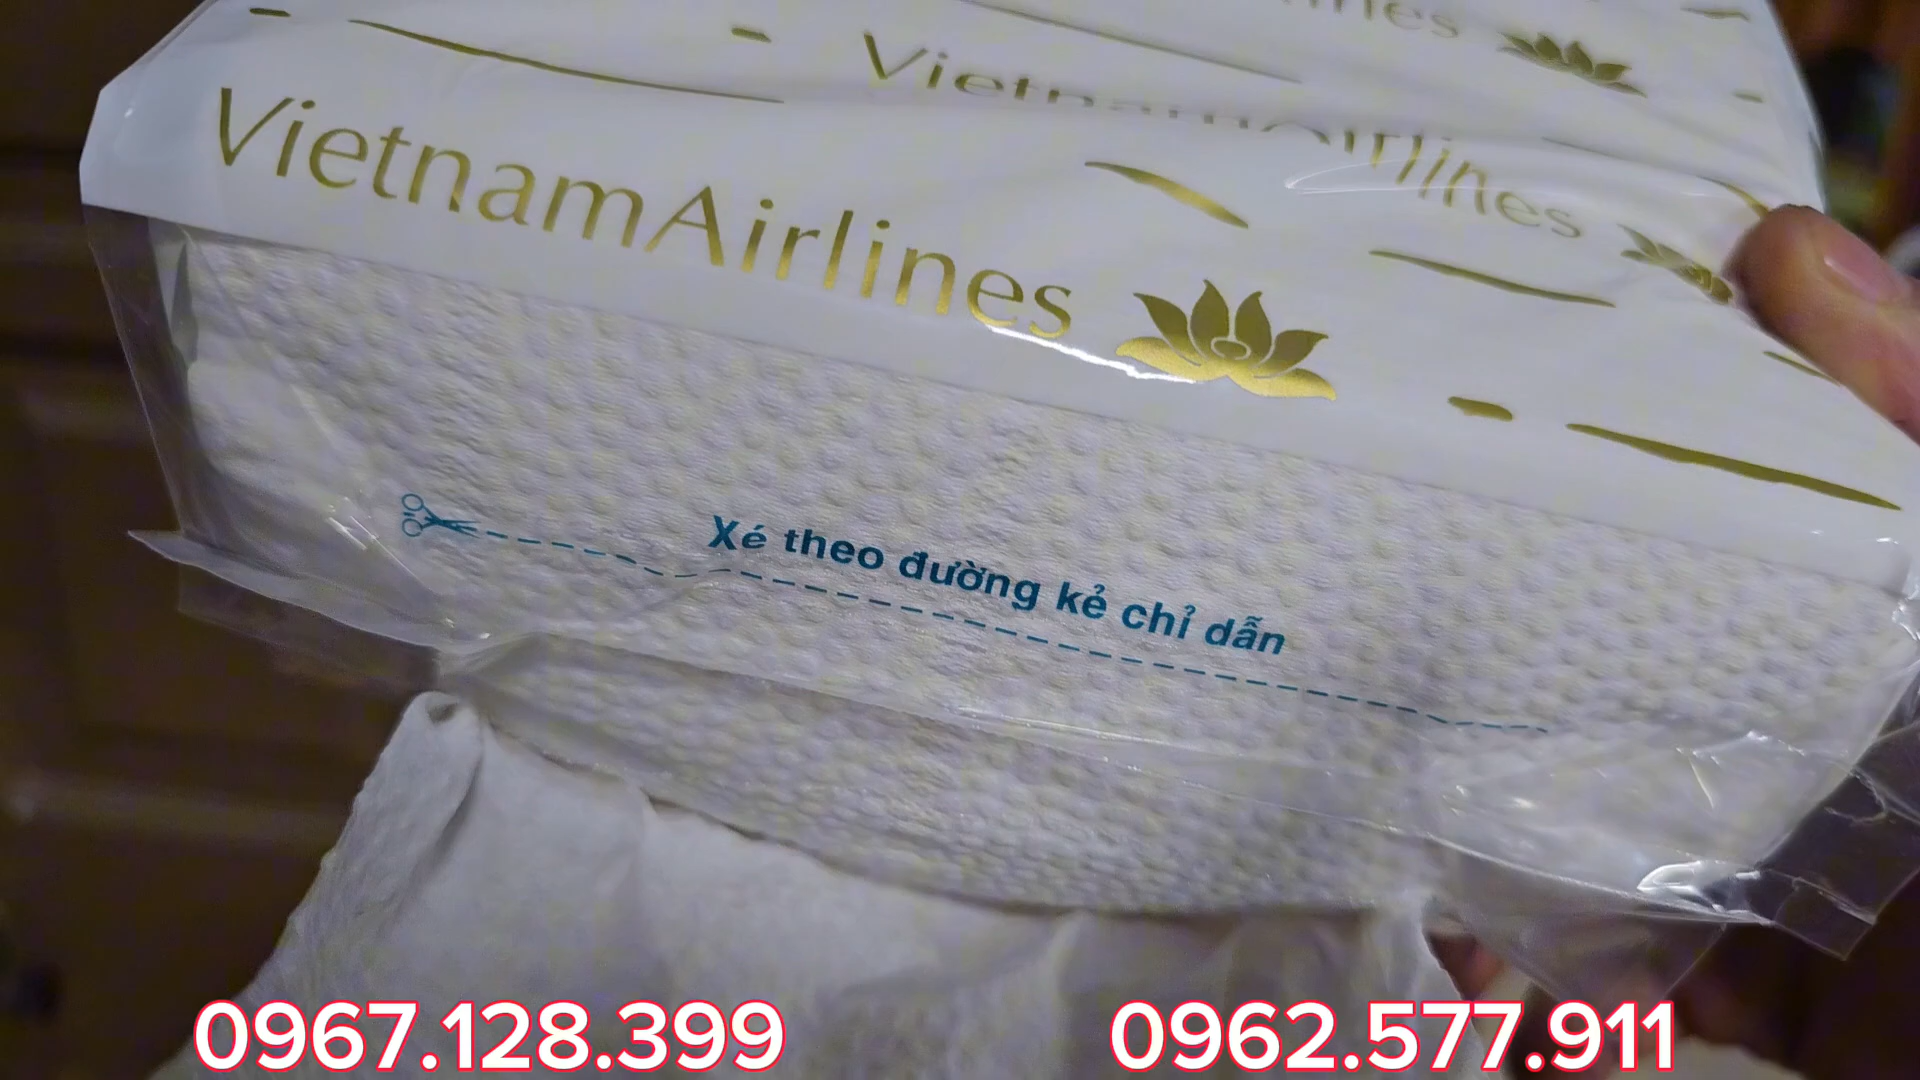 VietnamAirlines
VietnamAirlines
Xé theo đường kẻ chỉ dẫn
0967.128.399
0962.577.911